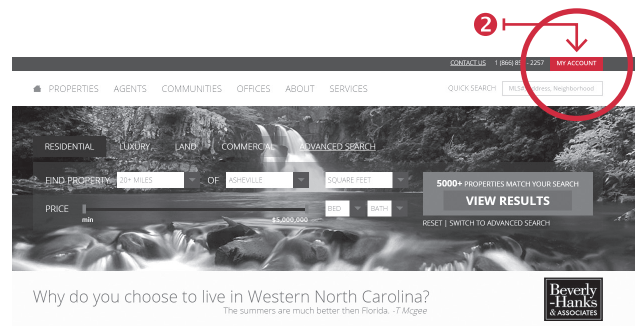 2
CONTACT US 1 (866) 85 - 2257 MY ACCOUNT
PROPERTIES AGENTS COMMUNITIES OFFICES ABOUT SERVICES QUICK SEARCH MLS# Address, Neighborhood
RESIDENTIAL LUXURY LAND COMMERCIAL ADVANCED SEARCH
FIND PROPERTY 20+ MILES OF ASHEVILLE SQUARE FEET
5000+ PROPERTIES MATCH YOUR SEARCH
VIEW RESULTS
PRICE BED BATH
min $5,000,000
RESET | SWITCH TO ADVANCED SEARCH
Why do you choose to live in Western North Carolina?
The summers are much better then Florida. -T Mcgee
Beverly
-Hanks
& ASSOCIATES